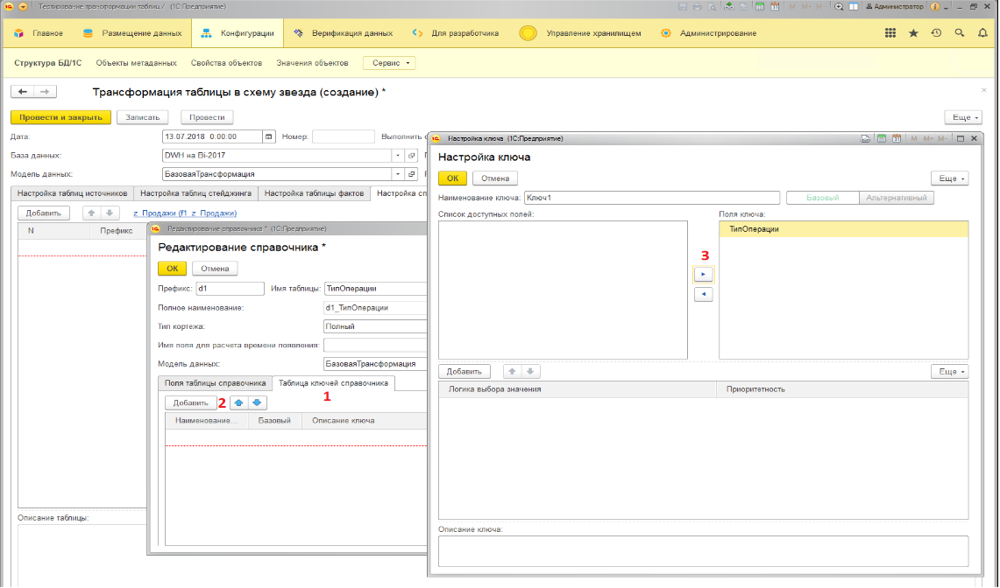 Тестирование трансформации таблиц / (1С:Предприятие)
M M+ M-
Администратор
Главное
Размещение данных
Конфигурации
Верификация данных
Для разработчика
Управление хранилищем
Администрирование
Структура БД/1С
Объекты метаданных
Свойства объектов
Значения объектов
Сервис
Трансформация таблицы в схему звезда (создание) *
Провести и закрыть
Записать
Провести
Еще
Дата:
13.07.2018 0:00:00
Номер:
Выполнить
База данных:
DWH на Bi-2017
Модель данных:
БазоваяТрансформация
Настройка таблиц источников
Настройка таблиц стейджинга
Настройка таблицы фактов
Настройка сп
Добавить
z_Продажи (f1_z_Продажи)
N
Префикс
Описание таблицы:
Редактирование справочника * (1С:Предприятие)
Редактирование справочника *
ОК
Отмена
Префикс:
d1
Имя таблицы:
ТипОперации
Полное наименование:
d1_ТипОперации
Тип кортежа:
Полный
Имя поля для расчета времени появления:
Модель данных:
БазоваяТрансформация
Поля таблицы справочника
Таблица ключей справочника
1
Добавить
2
Наименование...
Базовый
Описание ключа
Настройка ключа (1С:Предприятие)
M M+ M-
Настройка ключа
ОК
Отмена
Еще
Наименование ключа:
Ключ1
Базовый
Альтернативный
Список доступных полей:
Поля ключа:
ТипОперации
3
Добавить
Еще
Логика выбора значения
Приоритетность
Описание ключа: